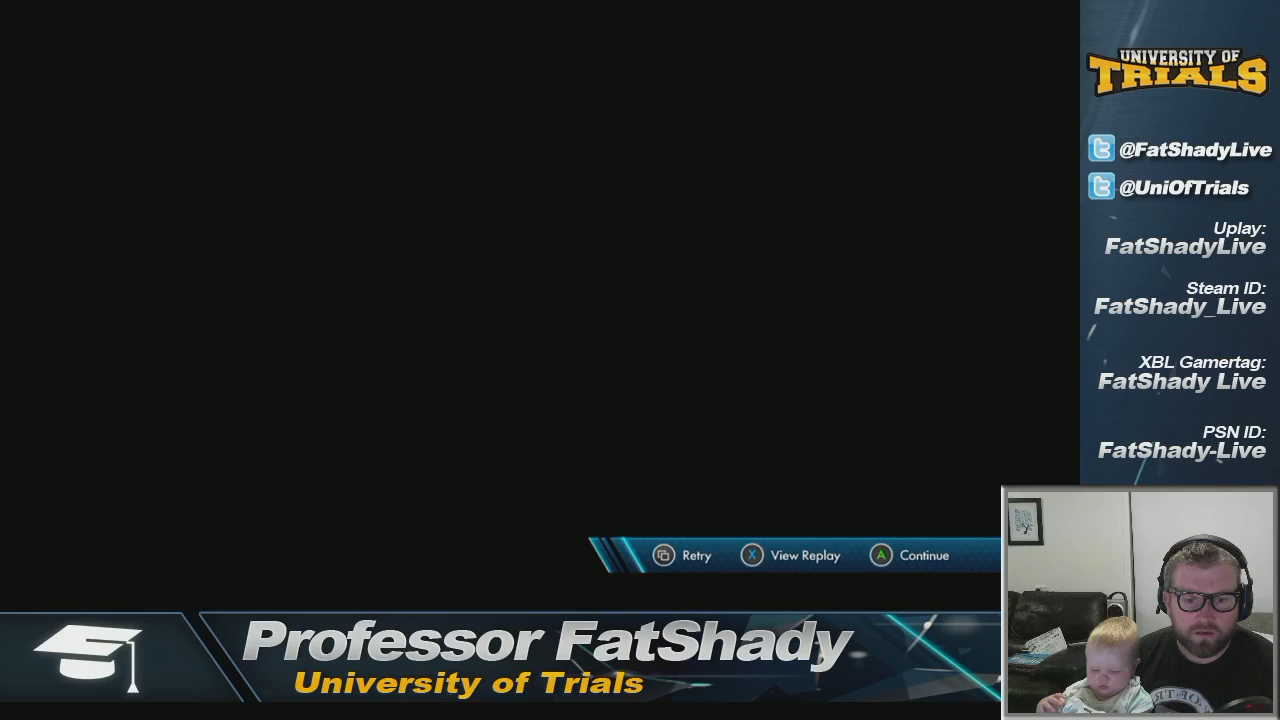 UNIVERSITY OF
TRIALS
@FatShadyLive
@UniOfTrials
Uplay:
FatShadyLive
Steam ID:
FatShady_Live
XBL Gamertag:
FatShady Live
PSN ID:
FatShady-Live
X
A
Retry
View Replay
Continue
Professor FatShady
University of Trials